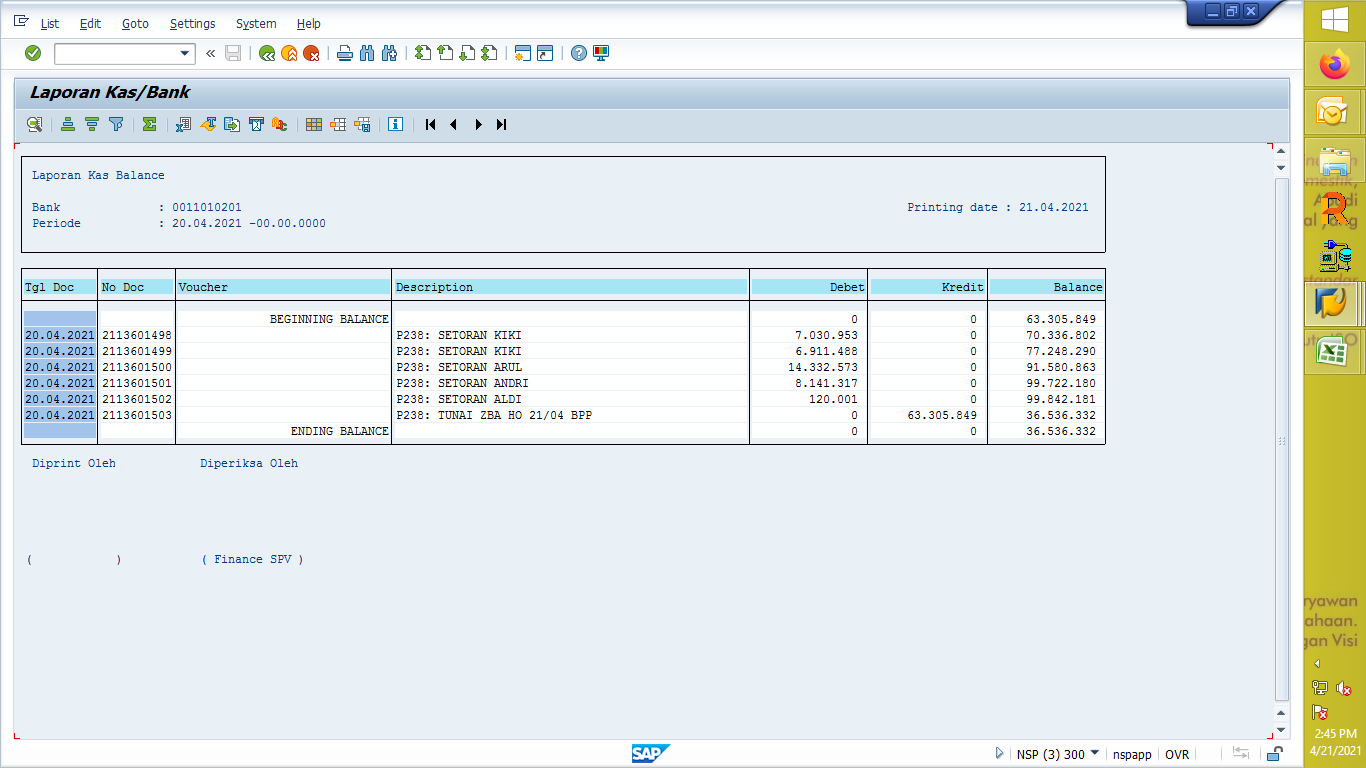 List Edit Goto Settings System Help
Laporan Kas/Bank
Laporan Kas Balance
Bank : 0011010201 Printing date : 21.04.2021
Periode : 20.04.2021 -00.00.0000
Tgl Doc No Doc Voucher Description Debet Kredit Balance
BEGINNING BALANCE 0 0 63.305.849
20.04.2021 2113601498 P238: SETORAN KIKI 7.030.953 0 70.336.802
20.04.2021 2113601499 P238: SETORAN KIKI 6.911.488 0 77.248.290
20.04.2021 2113601500 P238: SETORAN ARUL 14.332.573 0 91.580.863
20.04.2021 2113601501 P238: SETORAN ANDRI 8.141.317 0 99.722.180
20.04.2021 2113601502 P238: SETORAN ALDI 120.001 0 99.842.181
20.04.2021 2113601503 P238: TUNAI ZBA HO 21/04 BPP 0 63.305.849 36.536.332
ENDING BALANCE 0 0 36.536.332
Diprint Oleh Diperiksa Oleh
( ) ( Finance SPV )
SAP
NSP (3) 300 nspapp OVR
ryawan
ahaan.
gan Visi
2:45 PM
4/21/2021